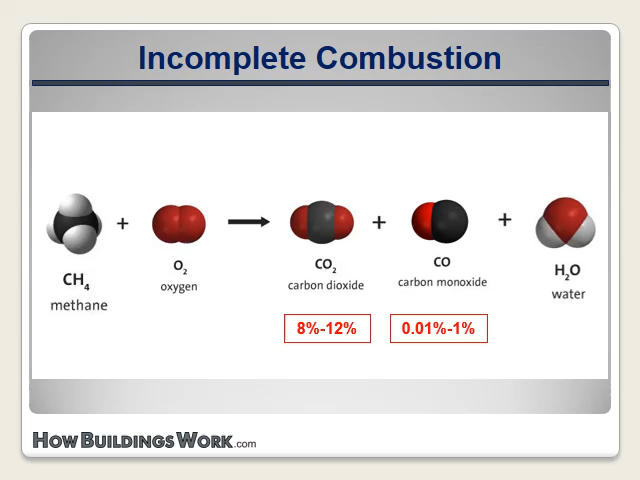 Incomplete Combustion
+ + +
CH4 O2 CO2 CO H2O
methane oxygen carbon dioxide carbon monoxide water
8%-12% 0.01%-1%
HOWBUILDINGSWORK.com